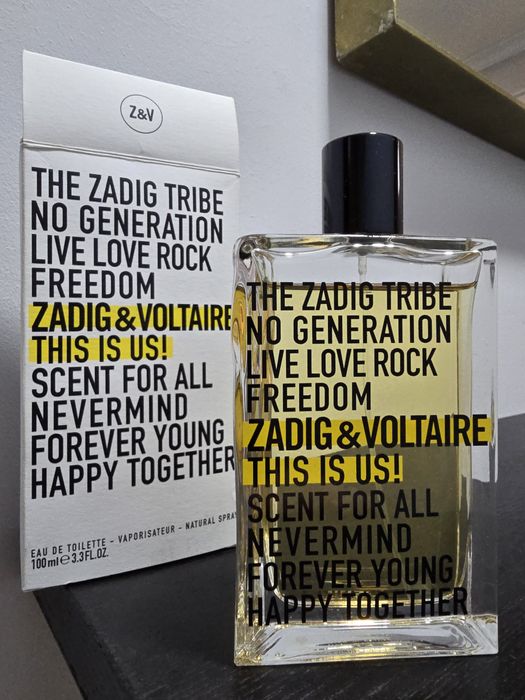 Z&V
THE ZADIG TRIBE
NO GENERATION
LIVE LOVE ROCK
FREEDOM
ZADIG&VOLTAIRE
THIS IS US!
SCENT FOR ALL
NEVERMIND
FOREVER YOUNG
HAPPY TOGETHER
EAU DE TOILETTE - VAPORISATEUR - NATURAL SPRAY
100 ml ℮ 3.3FL.OZ.
THE ZADIG TRIBE
NO GENERATION
LIVE LOVE ROCK
FREEDOM
ZADIG&VOLTAIRE
THIS IS US!
SCENT FOR ALL
NEVERMIND
FOREVER YOUNG
HAPPY TOGETHER